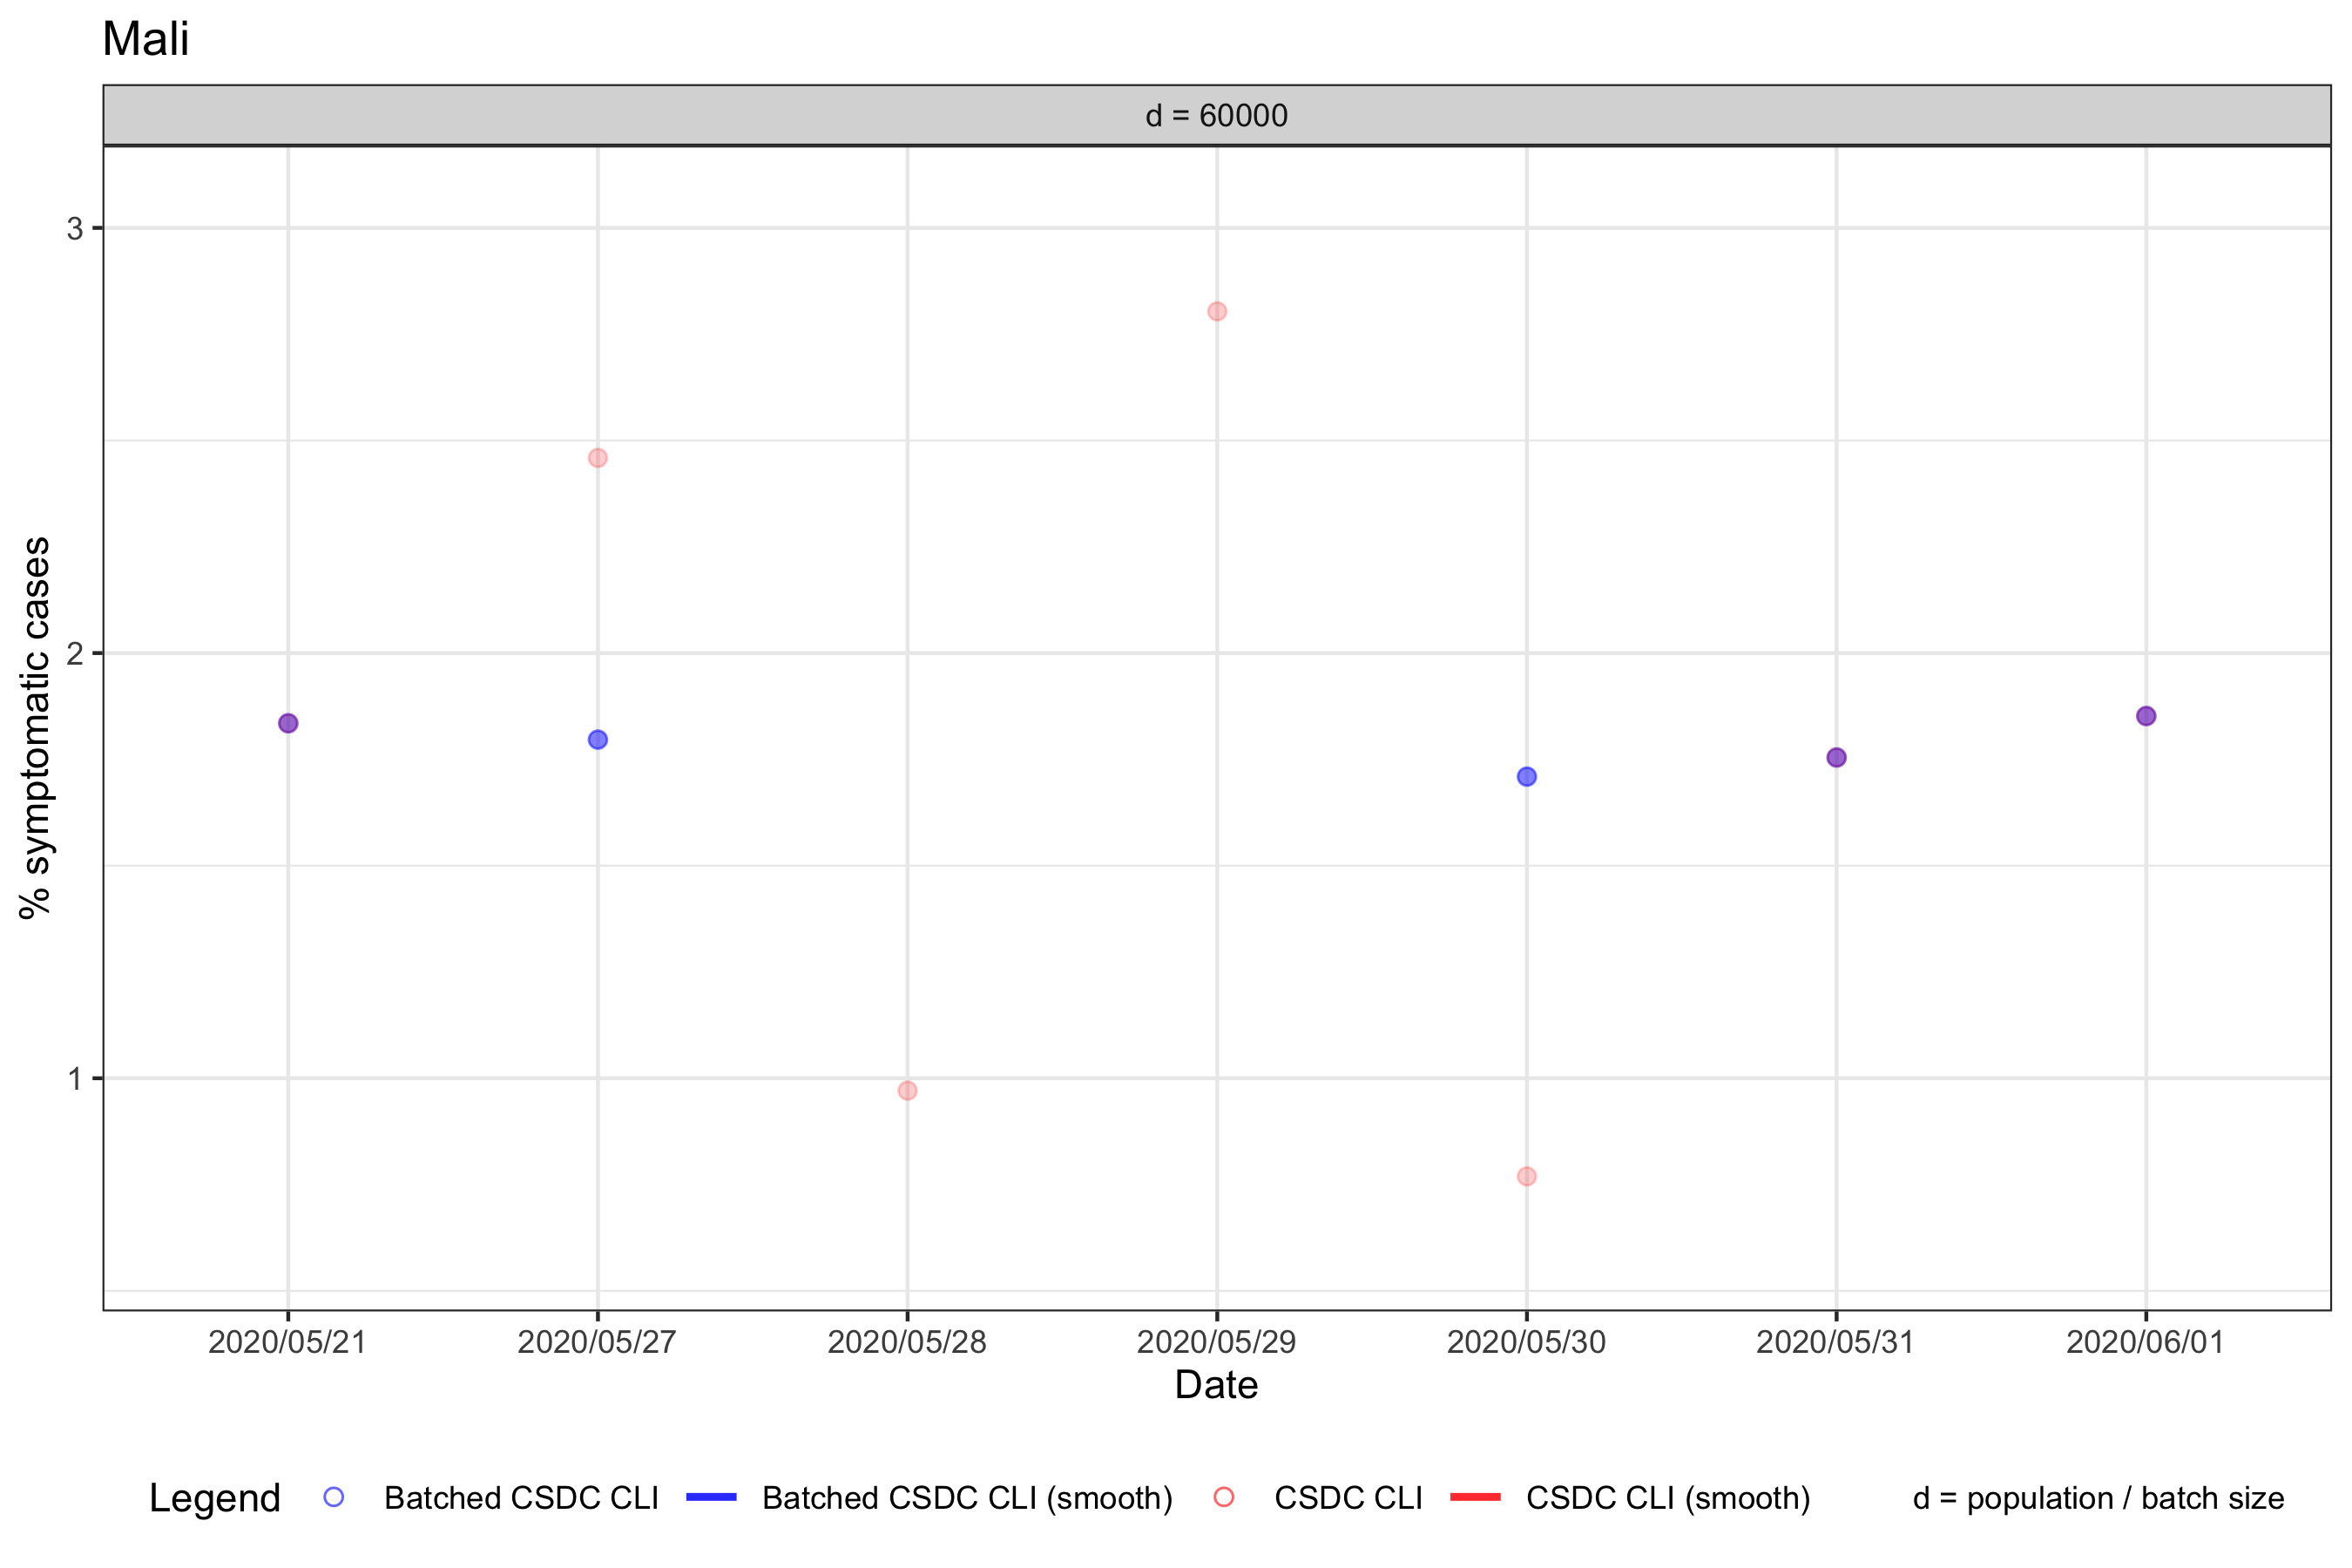 Mali
d = 60000
3
2
1
% symptomatic cases
2020/05/21 2020/05/27 2020/05/28 2020/05/29 2020/05/30 2020/05/31 2020/06/01
Date
Legend Batched CSDC CLI Batched CSDC CLI (smooth) CSDC CLI CSDC CLI (smooth) d = population / batch size